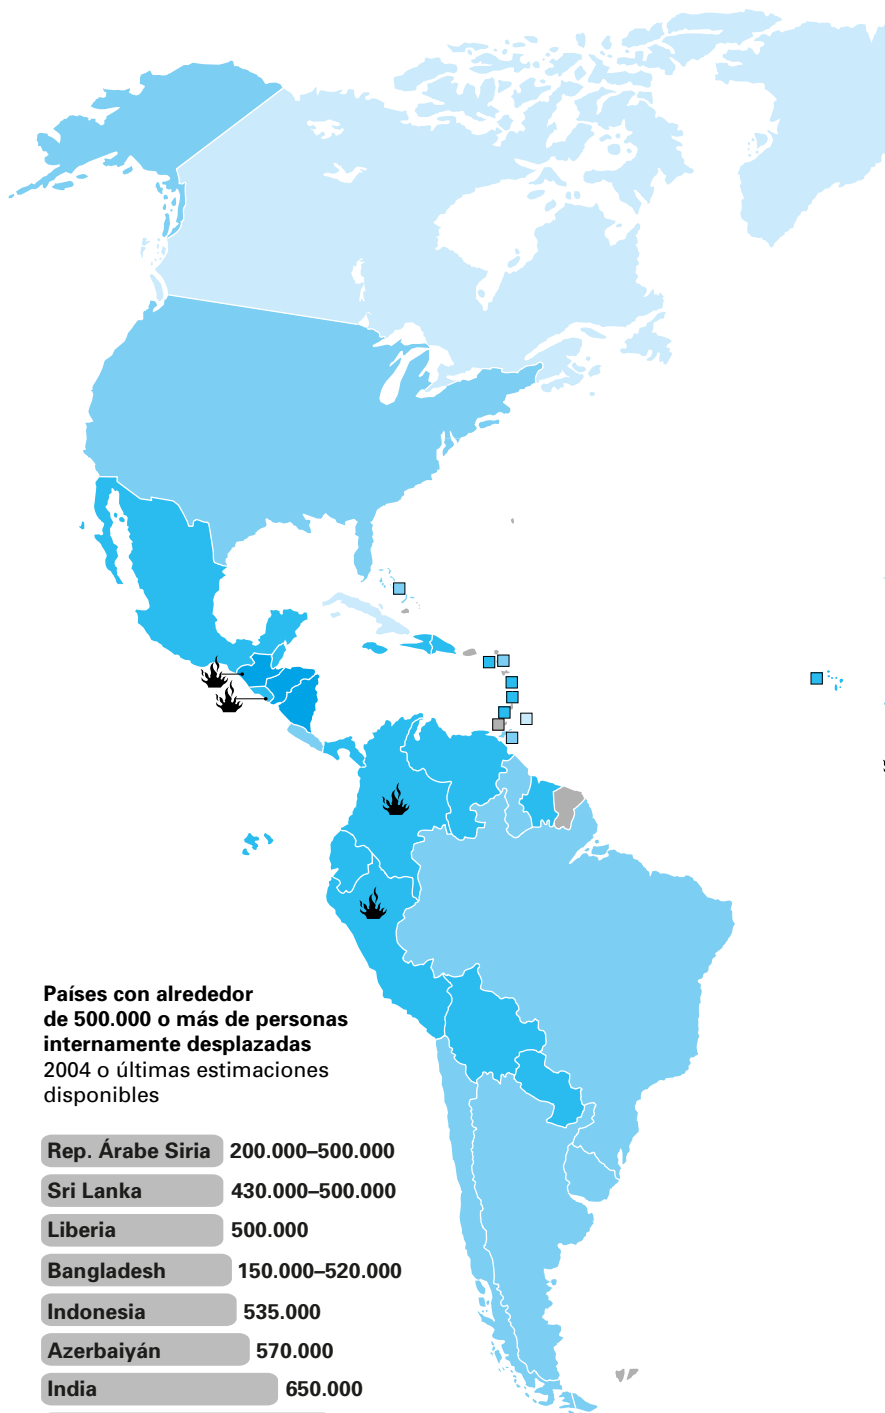 Países con alrededor
de 500.000 o más de personas
internamente desplazadas
2004 o últimas estimaciones
disponibles
Rep. Árabe Siria 200.000–500.000
Sri Lanka 430.000–500.000
Liberia 500.000
Bangladesh 150.000–520.000
Indonesia 535.000
Azerbaiyán 570.000
India 650.000